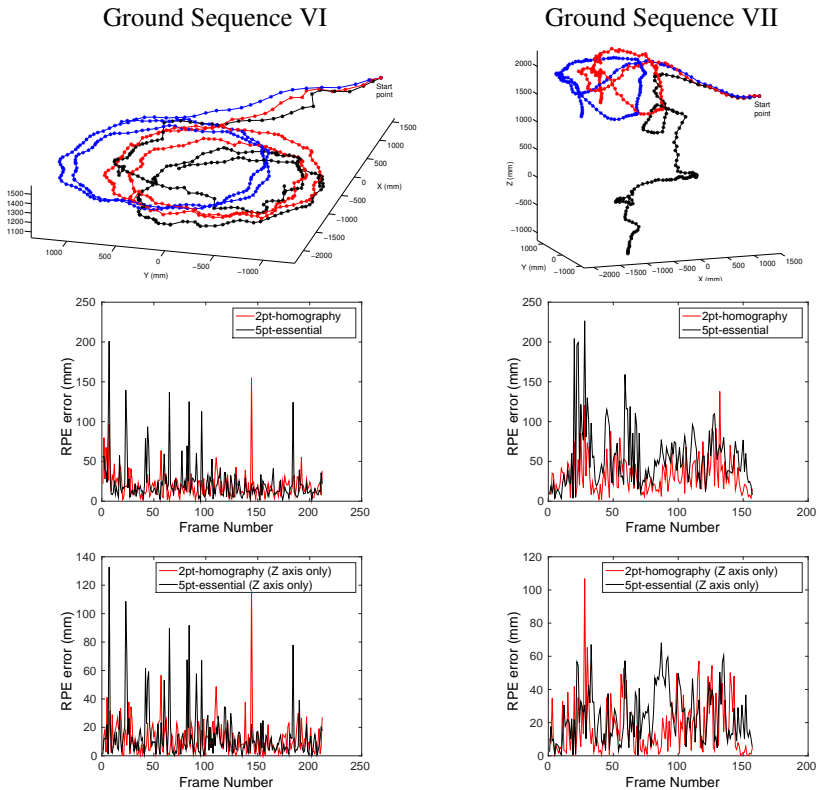 Ground Sequence VI
Ground Sequence VII
Start
point
1500
1000
500
0
−500
−1000
−1500
−2000
X (mm)
1500
1400
1300
1200
1100
1000
500
0
−500
−1000
Y (mm)
Start
point
2000
1500
1000
500
0
−500
−1000
Z (mm)
1000
0
−1000
Y (mm)
−2000
−1500
−1000
−500
0
500
1000
1500
X (mm)
250
200
150
100
50
0
RPE error (mm)
2pt-homography
5pt-essential
0 50 100 150 200 250
Frame Number
250
200
150
100
50
0
RPE error (mm)
2pt-homography
5pt-essential
0 50 100 150 200
Frame Number
140
120
100
80
60
40
20
0
RPE error (mm)
2pt-homography (Z axis only)
5pt-essential (Z axis only)
0 50 100 150 200 250
Frame Number
120
100
80
60
40
20
0
RPE error (mm)
2pt-homography (Z axis only)
5pt-essential (Z axis only)
0 50 100 150 200
Frame Number